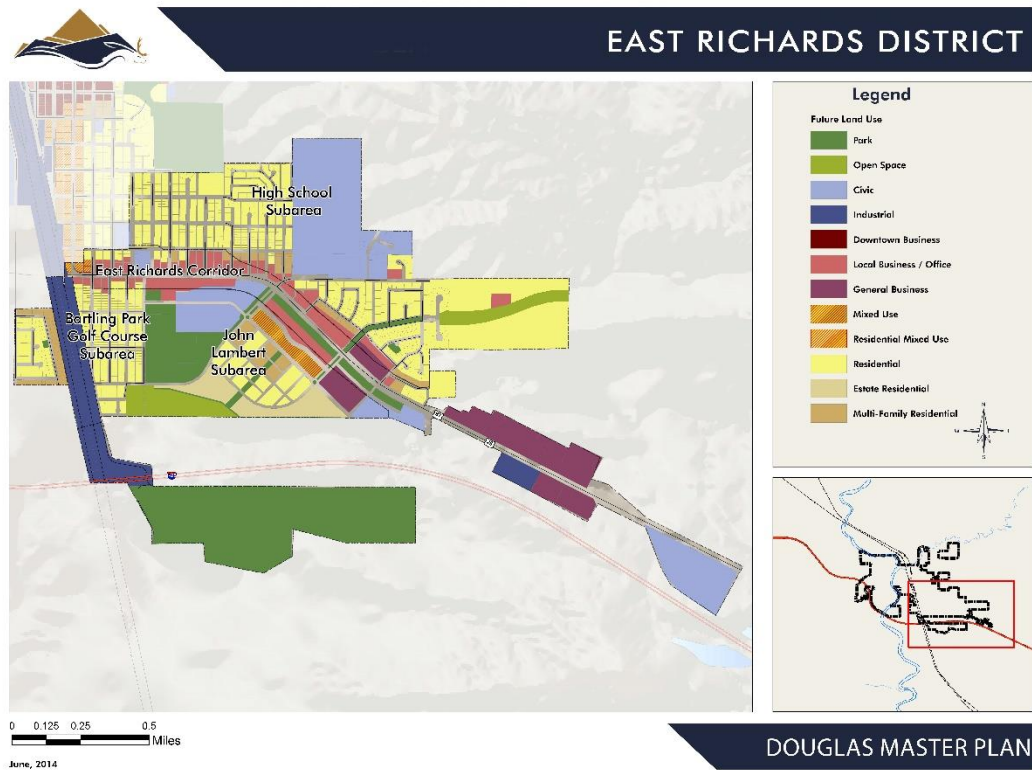 EAST RICHARDS DISTRICT
Legend
Future Land Use
Park
Open Space
Civic
Industrial
Downtown Business
Local Business / Office
General Business
Mixed Use
Residential Mixed Use
Residential
Estate Residential
Multi-Family Residential
N
S
High School
Subarea
East Richards Corridor
Bartling Park
Golf Course
Subarea
John
Lambert
Subarea
0 0.125 0.25 0.5
Miles
June, 2014
DOUGLAS MASTER PLAN